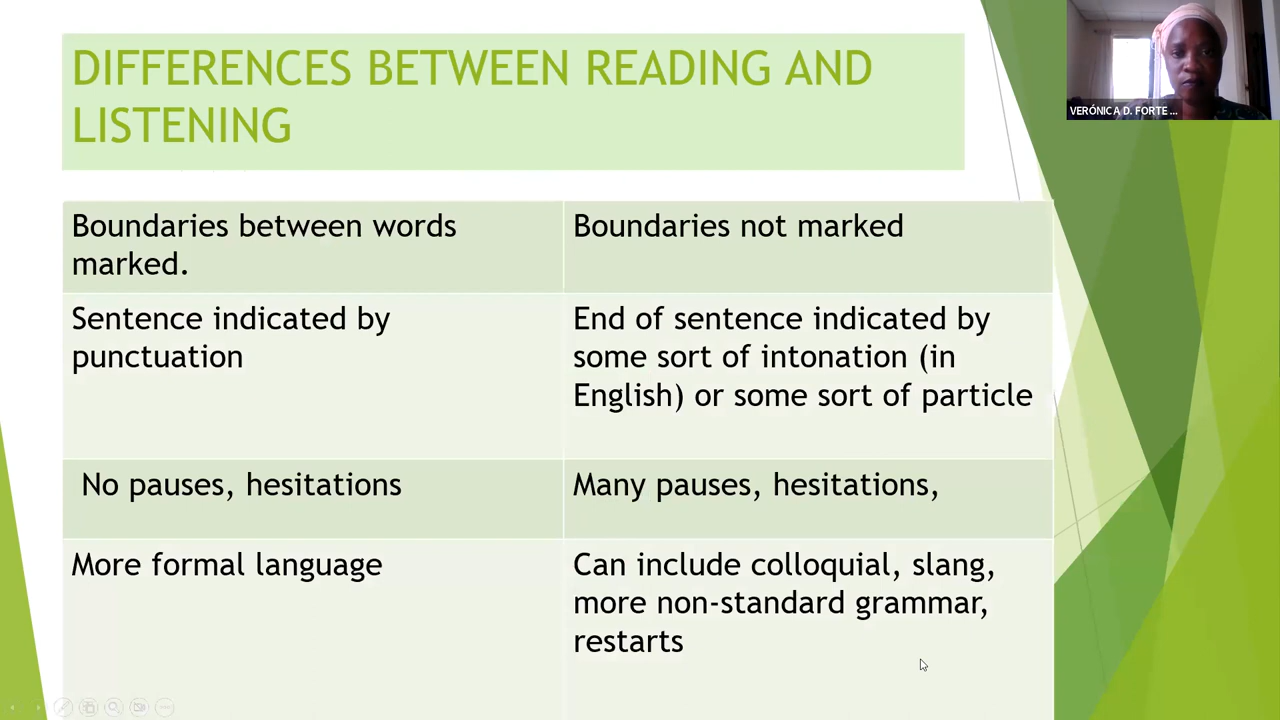 DIFFERENCES BETWEEN READING AND
LISTENING
VERÓNICA D. FORTE ...
Boundaries between words
marked.
Boundaries not marked
Sentence indicated by
punctuation
End of sentence indicated by
some sort of intonation (in
English) or some sort of particle
No pauses, hesitations
Many pauses, hesitations,
More formal language
Can include colloquial, slang,
more non-standard grammar,
restarts